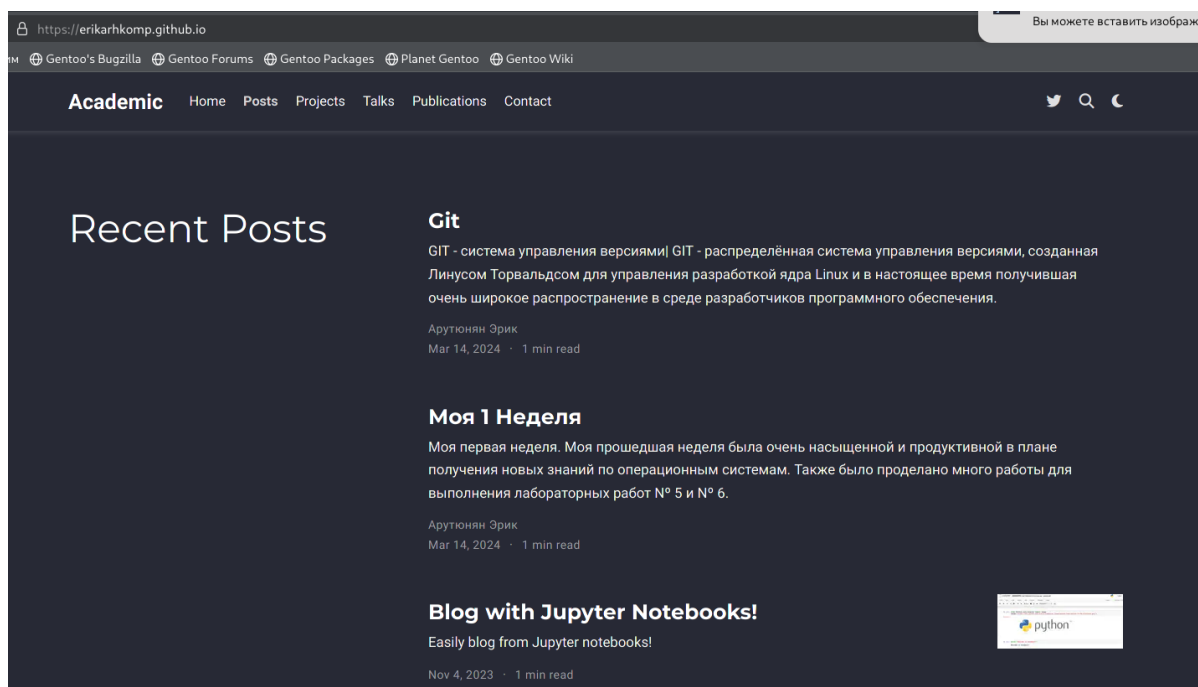 https://erikarhkomp.github.io
Вы можете вставить изображ
им Gentoo's Bugzilla Gentoo Forums Gentoo Packages Planet Gentoo Gentoo Wiki
Academic Home Posts Projects Talks Publications Contact
Recent Posts
Git
GIT - система управления версиями| GIT - распределённая система управления версиями, созданная
Линусом Торвальдсом для управления разработкой ядра Linux и в настоящее время получившая
очень широкое распространение в среде разработчиков программного обеспечения.
Арутюнян Эрик
Mar 14, 2024 · 1 min read
Моя 1 Неделя
Моя первая неделя. Моя прошедшая неделя была очень насыщенной и продуктивной в плане
получения новых знаний по операционным системам. Также было проделано много работы для
выполнения лабораторных работ № 5 и № 6.
Арутюнян Эрик
Mar 14, 2024 · 1 min read
Blog with Jupyter Notebooks!
Easily blog from Jupyter notebooks!
Nov 4, 2023 · 1 min read
python